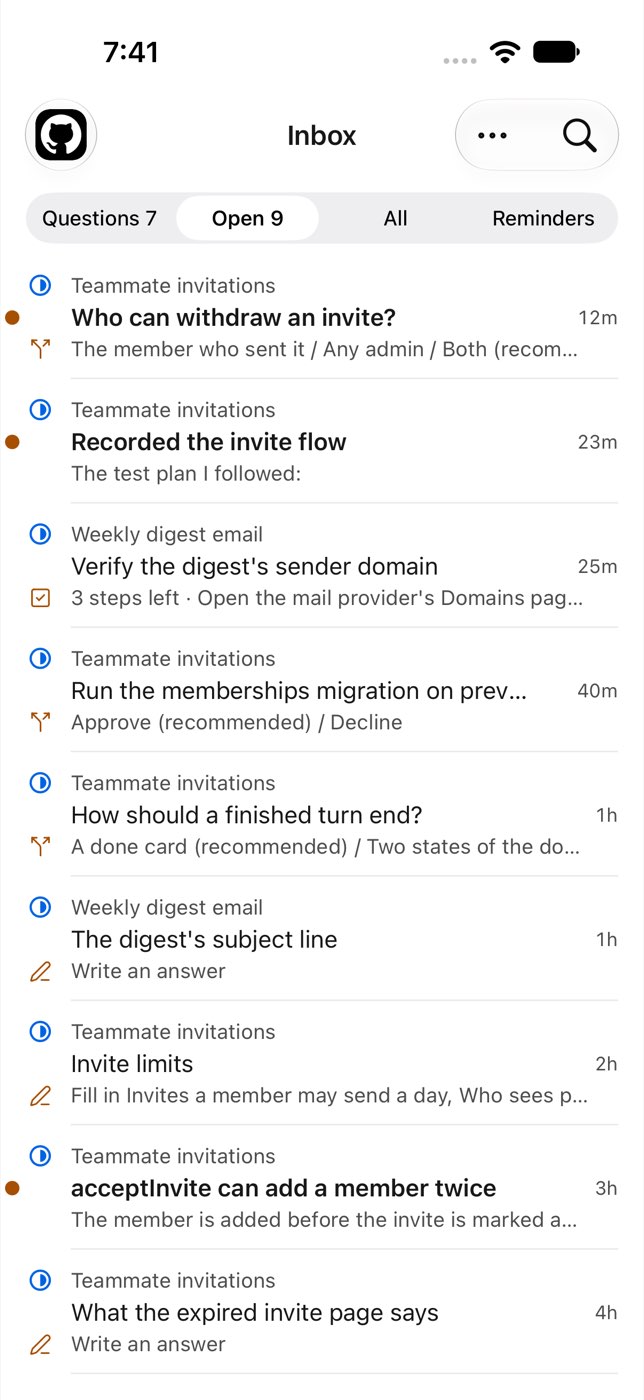 7:41
Inbox
Questions 7
Open 9
All
Reminders
Teammate invitations
Who can withdraw an invite?
12m
The member who sent it / Any admin / Both (recom...
Teammate invitations
Recorded the invite flow
23m
The test plan I followed:
Weekly digest email
Verify the digest's sender domain
25m
3 steps left · Open the mail provider's Domains pag...
Teammate invitations
Run the memberships migration on prev...
40m
Approve (recommended) / Decline
Teammate invitations
How should a finished turn end?
1h
A done card (recommended) / Two states of the do...
Weekly digest email
The digest's subject line
1h
Write an answer
Teammate invitations
Invite limits
2h
Fill in Invites a member may send a day, Who sees p...
Teammate invitations
acceptInvite can add a member twice
3h
The member is added before the invite is marked a...
Teammate invitations
What the expired invite page says
4h
Write an answer